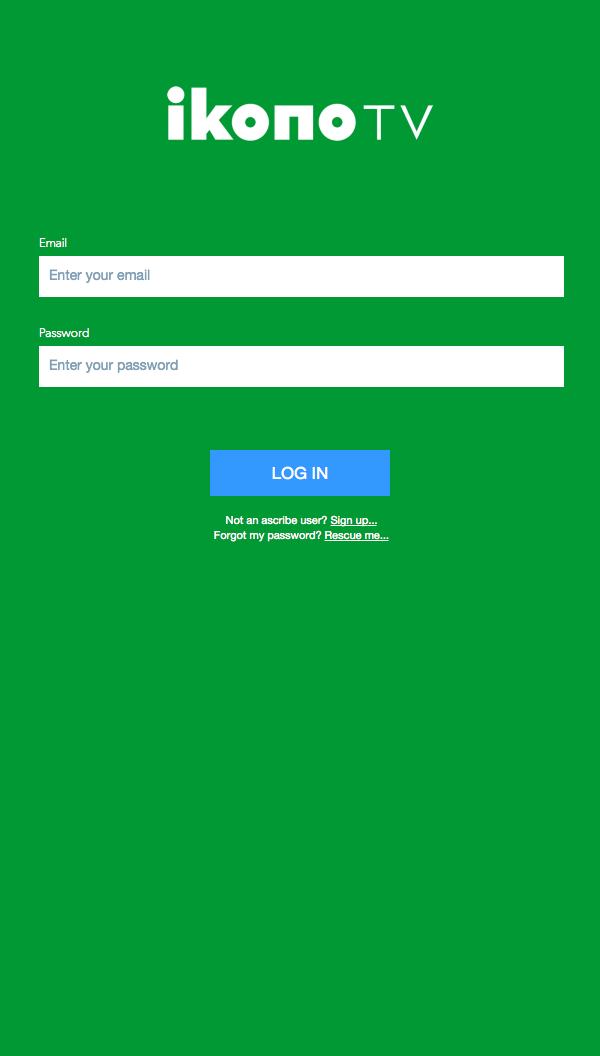 ikono TV
Email
Enter your email
Password
Enter your password
LOG IN
Not an ascribe user? Sign up...
Forgot my password? Rescue me...